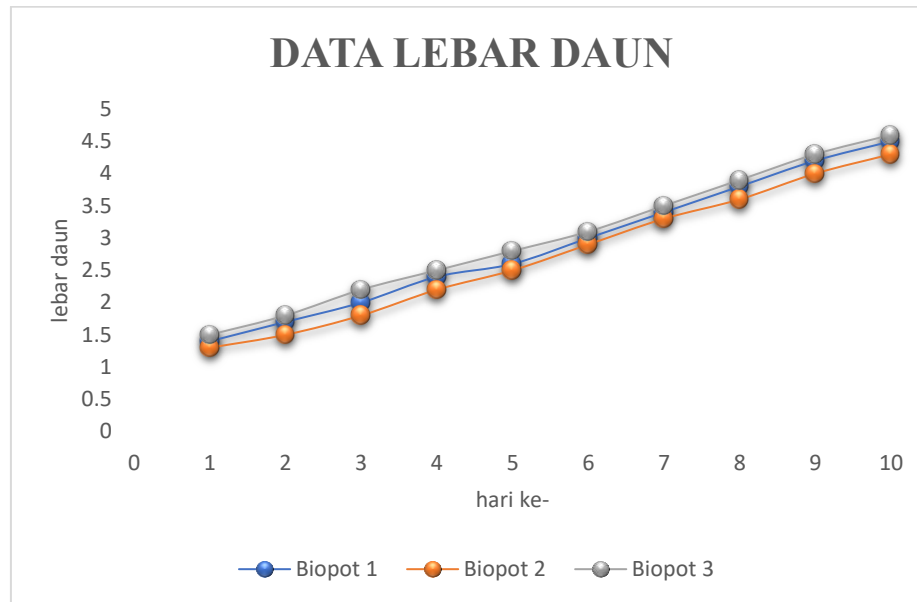 DATA LEBAR DAUN
5
4.5
4
3.5
3
2.5
2
1.5
1
0.5
0
lebar daun
0 1 2 3 4 5 6 7 8 9 10
hari ke-
Biopot 1 Biopot 2 Biopot 3